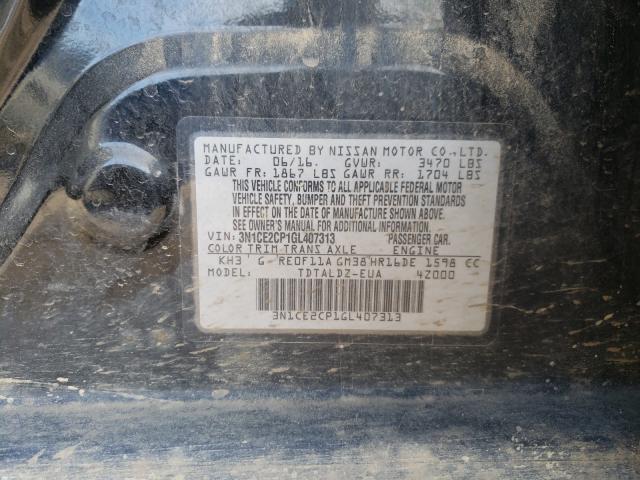 MANUFACTURED BY NISSAN MOTOR CO.,LTD.
DATE: 06/16. GVWR: 3470 LBS
GAWR FR: 1867 LBS GAWR RR: 1704 LBS
THIS VEHICLE CONFORMS TO ALL APPLICABLE FEDERAL MOTOR
VEHICLE SAFETY, BUMPER, AND THEFT PREVENTION STANDARDS
IN EFFECT ON THE DATE OF MANUFACTURE SHOWN ABOVE.
SEE OWNER'S MANUAL FOR ADDITIONAL INFORMATION.
VIN: 3N1CE2CP1GL407313 PASSENGER CAR.
COLOR TRIM TRANS AXLE ENGINE
KH3 G RE0F11A GM38 HR16DE 1598 CC
MODEL: TDTALDZ-EUA 4Z000
3N1CE2CP1GL407313